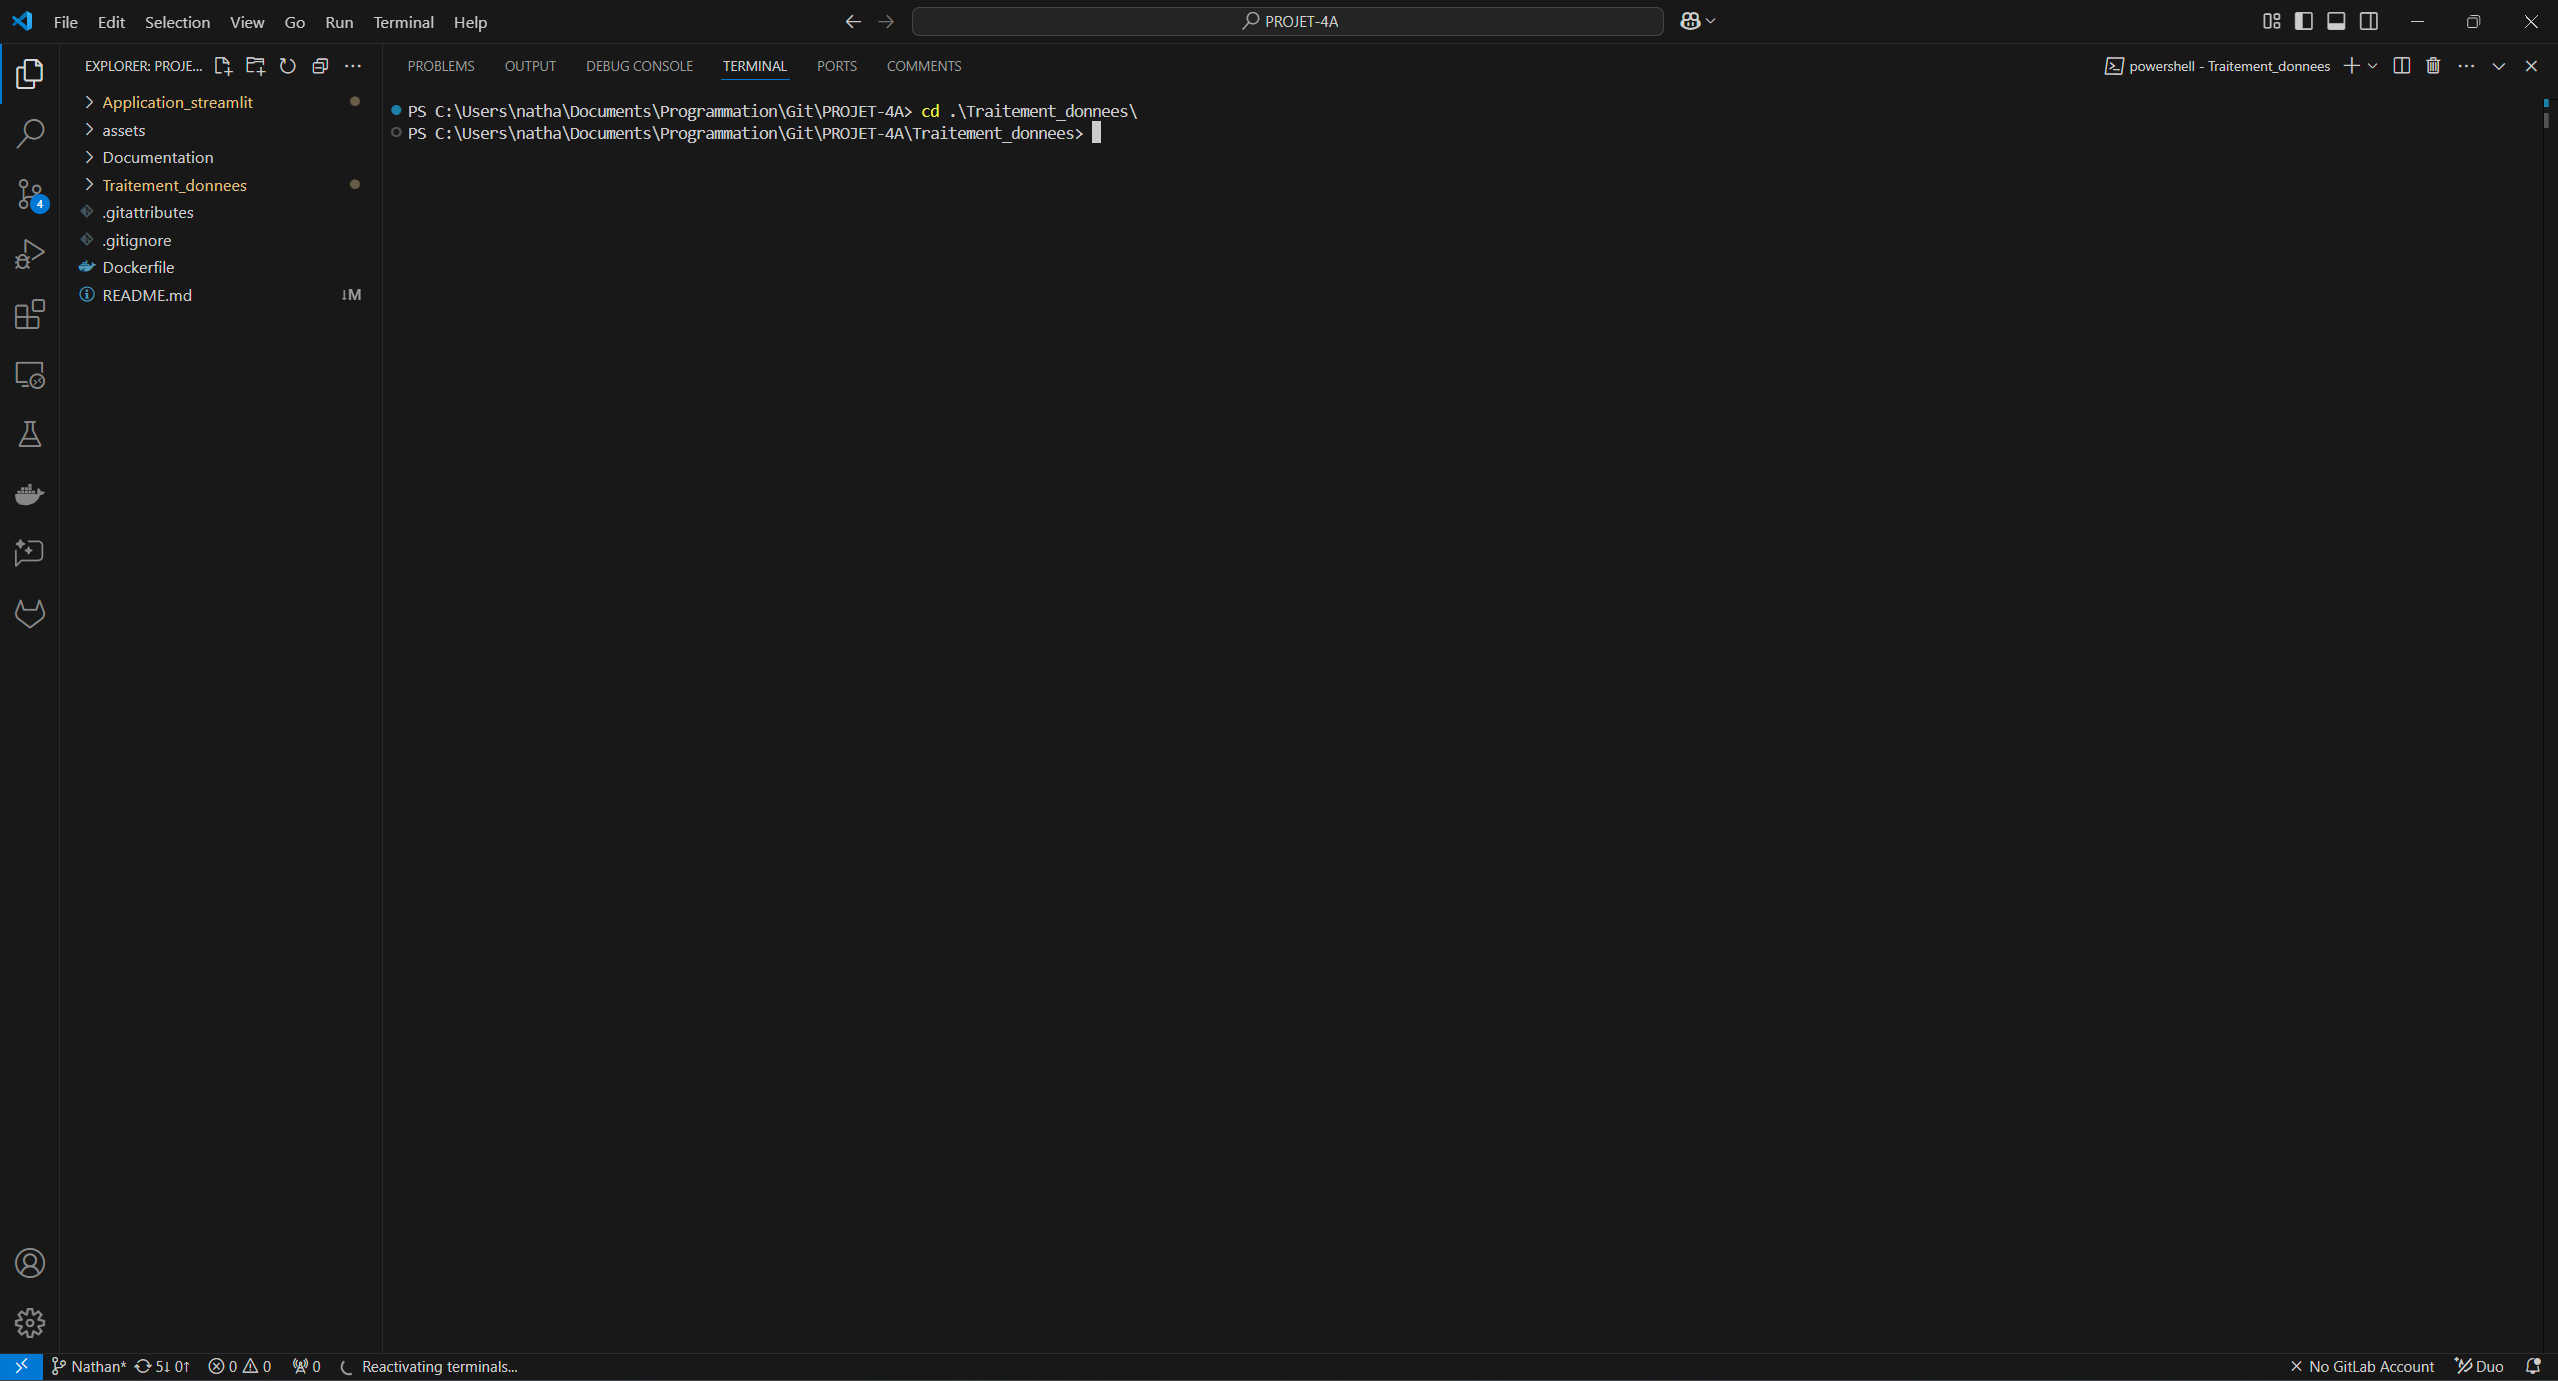 File Edit Selection View Go Run Terminal Help
PROJET-4A
EXPLORER: PROJE...
PROBLEMS OUTPUT DEBUG CONSOLE TERMINAL PORTS COMMENTS
powershell - Traitement_donnees
Application_streamlit
assets
Documentation
Traitement_donnees
.gitattributes
.gitignore
Dockerfile
README.md ↓M
PS C:\Users\natha\Documents\Programmation\Git\PROJET-4A> cd .\Traitement_donnees\
PS C:\Users\natha\Documents\Programmation\Git\PROJET-4A\Traitement_donnees>
4
Nathan* 5↓ 0↑ 0 0 0 Reactivating terminals...
No GitLab Account Duo